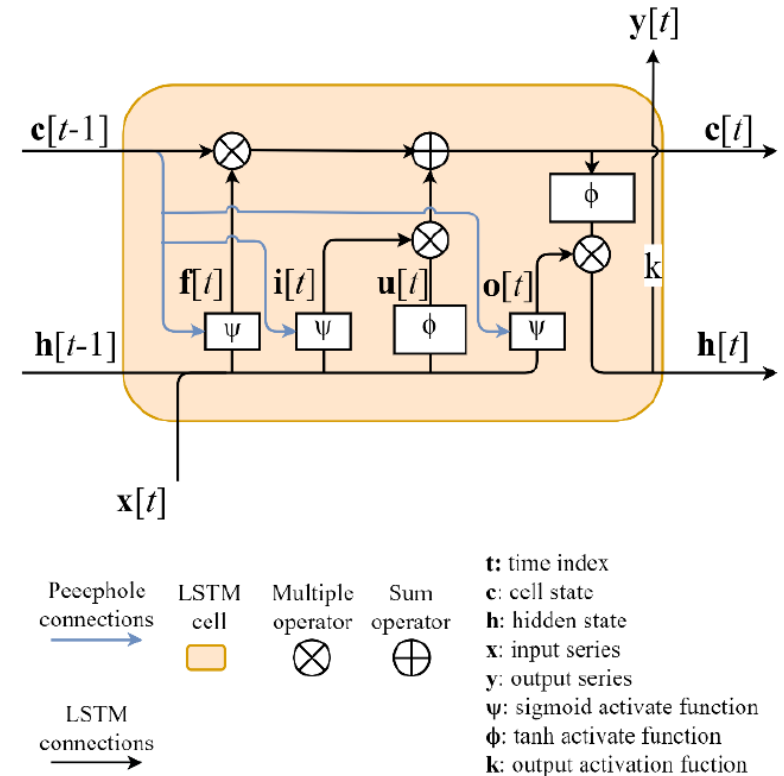 y[t]
c[t-1]
c[t]
ϕ
k
f[t]
i[t]
u[t]
o[t]
ψ
ψ
ϕ
ψ
h[t-1]
h[t]
x[t]
Peeephole
connections
LSTM
cell
Multiple
operator
Sum
operator
LSTM
connections
t: time index
c: cell state
h: hidden state
x: input series
y: output series
ψ: sigmoid activate function
ϕ: tanh activate function
k: output activation fuction